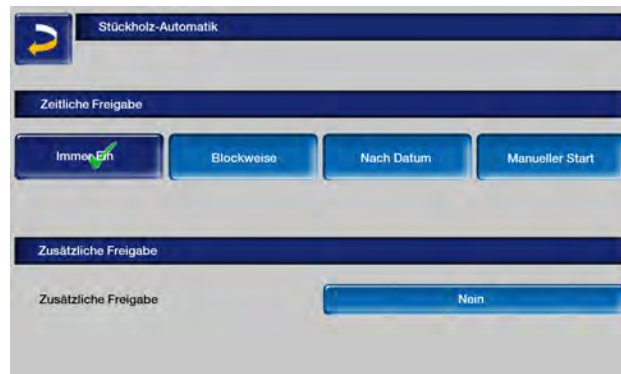 Stückholz-Automatik
Zeitliche Freigabe
Immer Ein
Blockweise
Nach Datum
Manueller Start
Zusätzliche Freigabe
Zusätzliche Freigabe
Nein